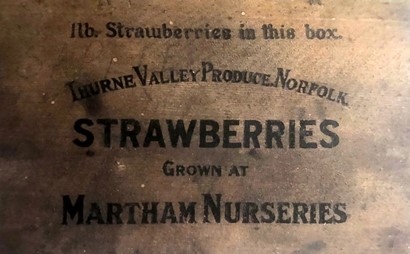 1lb. Strawberries in this box.
Thurne Valley Produce. Norfolk.
STRAWBERRIES
GROWN AT
MARTHAM NURSERIES